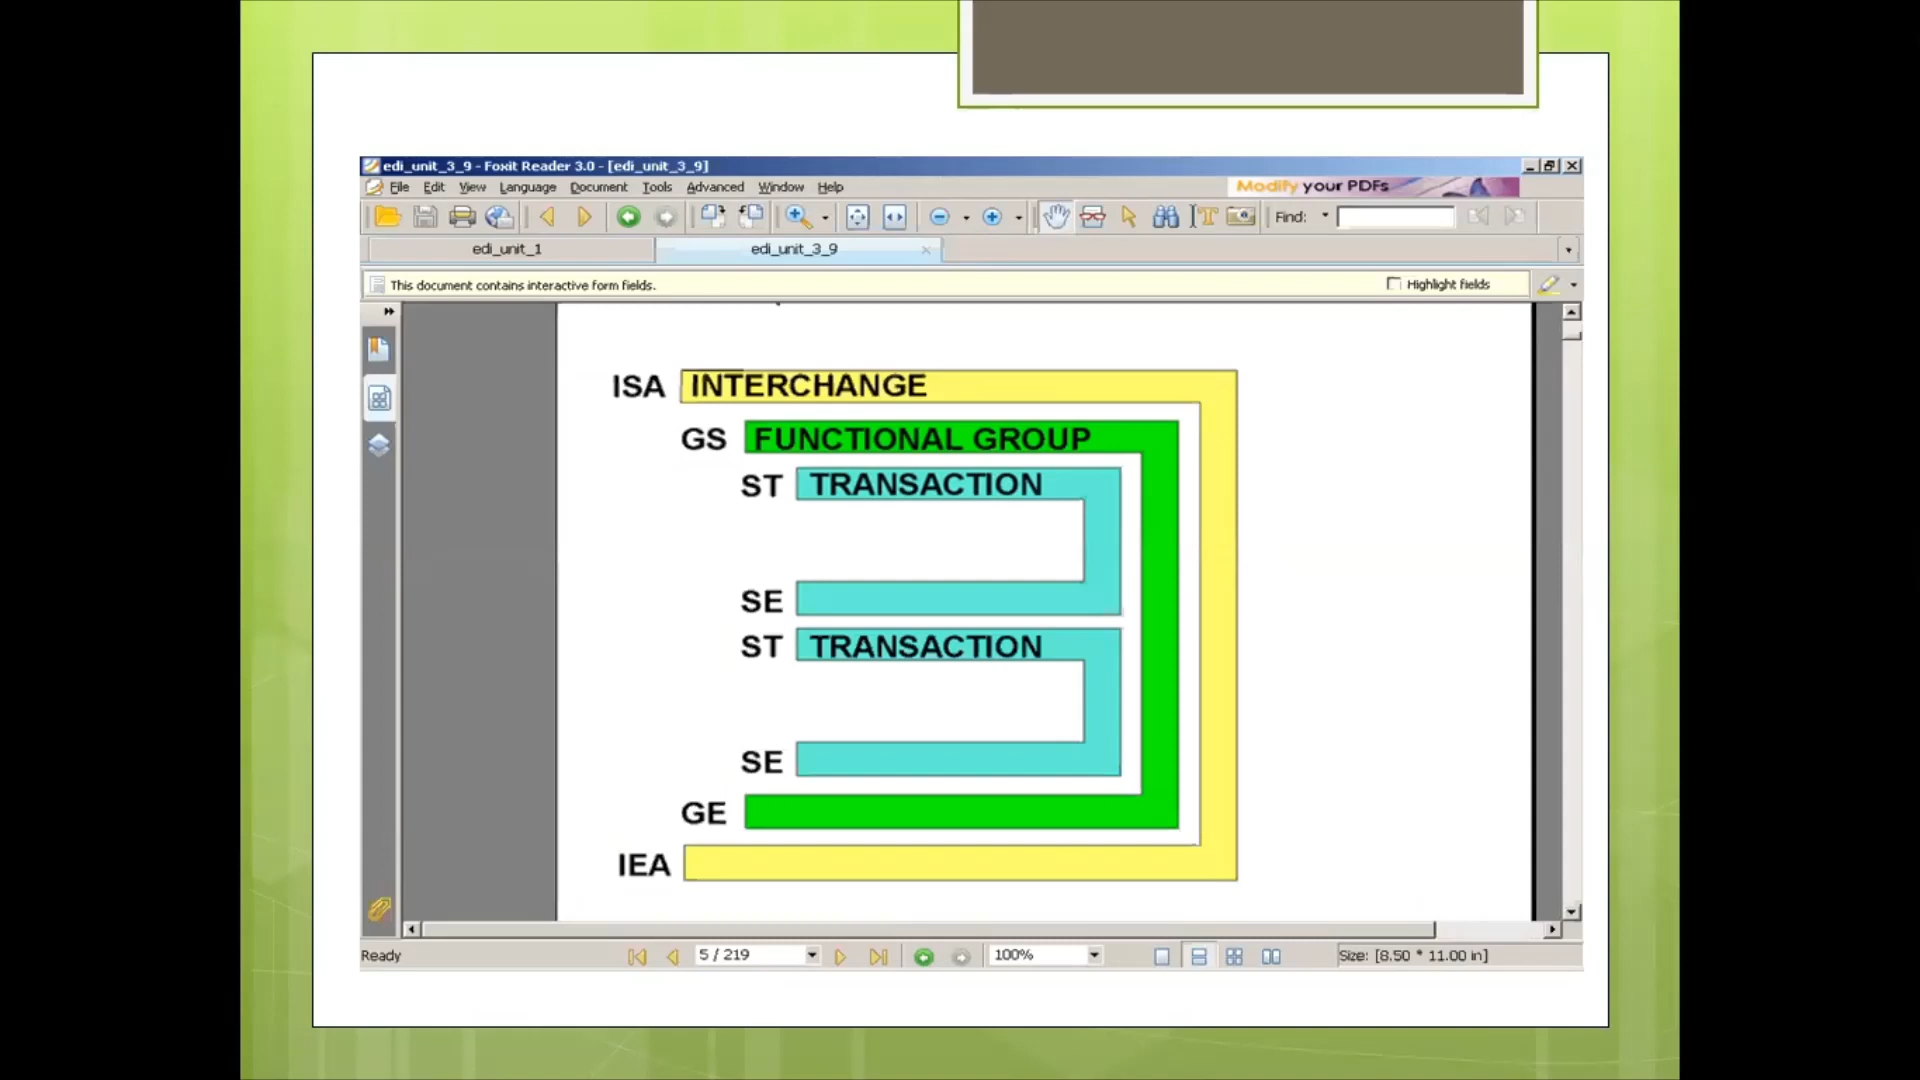 edi_unit_3_9 - Foxit Reader 3.0 - [edi_unit_3_9]
File Edit View Language Document Tools Advanced Window Help
Modify your PDFs
Find:
edi_unit_1 edi_unit_3_9
This document contains interactive form fields. Highlight fields
ISA INTERCHANGE
GS FUNCTIONAL GROUP
ST TRANSACTION
SE
ST TRANSACTION
SE
GE
IEA
Ready 5 / 219 100% Size: [8.50 * 11.00 in]